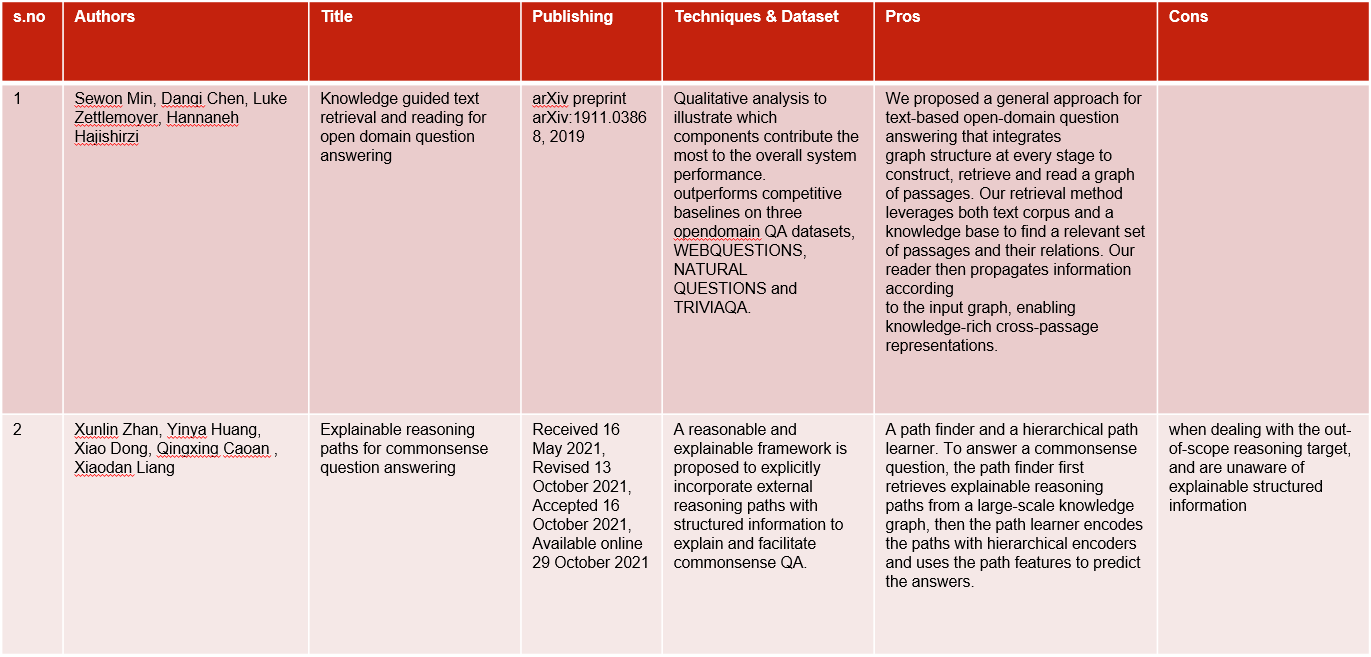 s.no
Authors
Title
Publishing
Techniques & Dataset
Pros
Cons
1
Sewon Min, Danqi Chen, Luke
Zettlemoyer, Hannaneh
Hajishirzi
Knowledge guided text
retrieval and reading for
open domain question
answering
arXiv preprint
arXiv:1911.0386
8, 2019
Qualitative analysis to
illustrate which
components contribute the
most to the overall system
performance.
outperforms competitive
baselines on three
opendomain QA datasets,
WEBQUESTIONS,
NATURAL
QUESTIONS and
TRIVIAQA.
We proposed a general approach for
text-based open-domain question
answering that integrates
graph structure at every stage to
construct, retrieve and read a graph
of passages. Our retrieval method
leverages both text corpus and a
knowledge base to find a relevant set
of passages and their relations. Our
reader then propagates information
according
to the input graph, enabling
knowledge-rich cross-passage
representations.
2
Xunlin Zhan, Yinya Huang,
Xiao Dong, Qingxing Caoan ,
Xiaodan Liang
Explainable reasoning
paths for commonsense
question answering
Received 16
May 2021,
Revised 13
October 2021,
Accepted 16
October 2021,
Available online
29 October 2021
A reasonable and
explainable framework is
proposed to explicitly
incorporate external
reasoning paths with
structured information to
explain and facilitate
commonsense QA.
A path finder and a hierarchical path
learner. To answer a commonsense
question, the path finder first
retrieves explainable reasoning
paths from a large-scale knowledge
graph, then the path learner encodes
the paths with hierarchical encoders
and uses the path features to predict
the answers.
when dealing with the out-
of-scope reasoning target,
and are unaware of
explainable structured
information